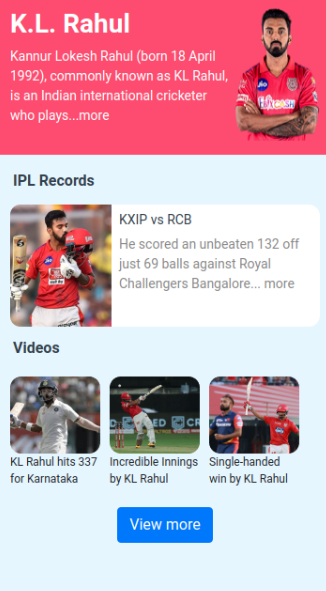 K.L. Rahul
Kannur Lokesh Rahul (born 18 April
1992), commonly known as KL Rahul,
is an Indian international cricketer
who plays...more
IPL Records
KXIP vs RCB
He scored an unbeaten 132 off
just 69 balls against Royal
Challengers Bangalore... more
Videos
KL Rahul hits 337
for Karnataka
Incredible Innings
by KL Rahul
Single-handed
win by KL Rahul
View more